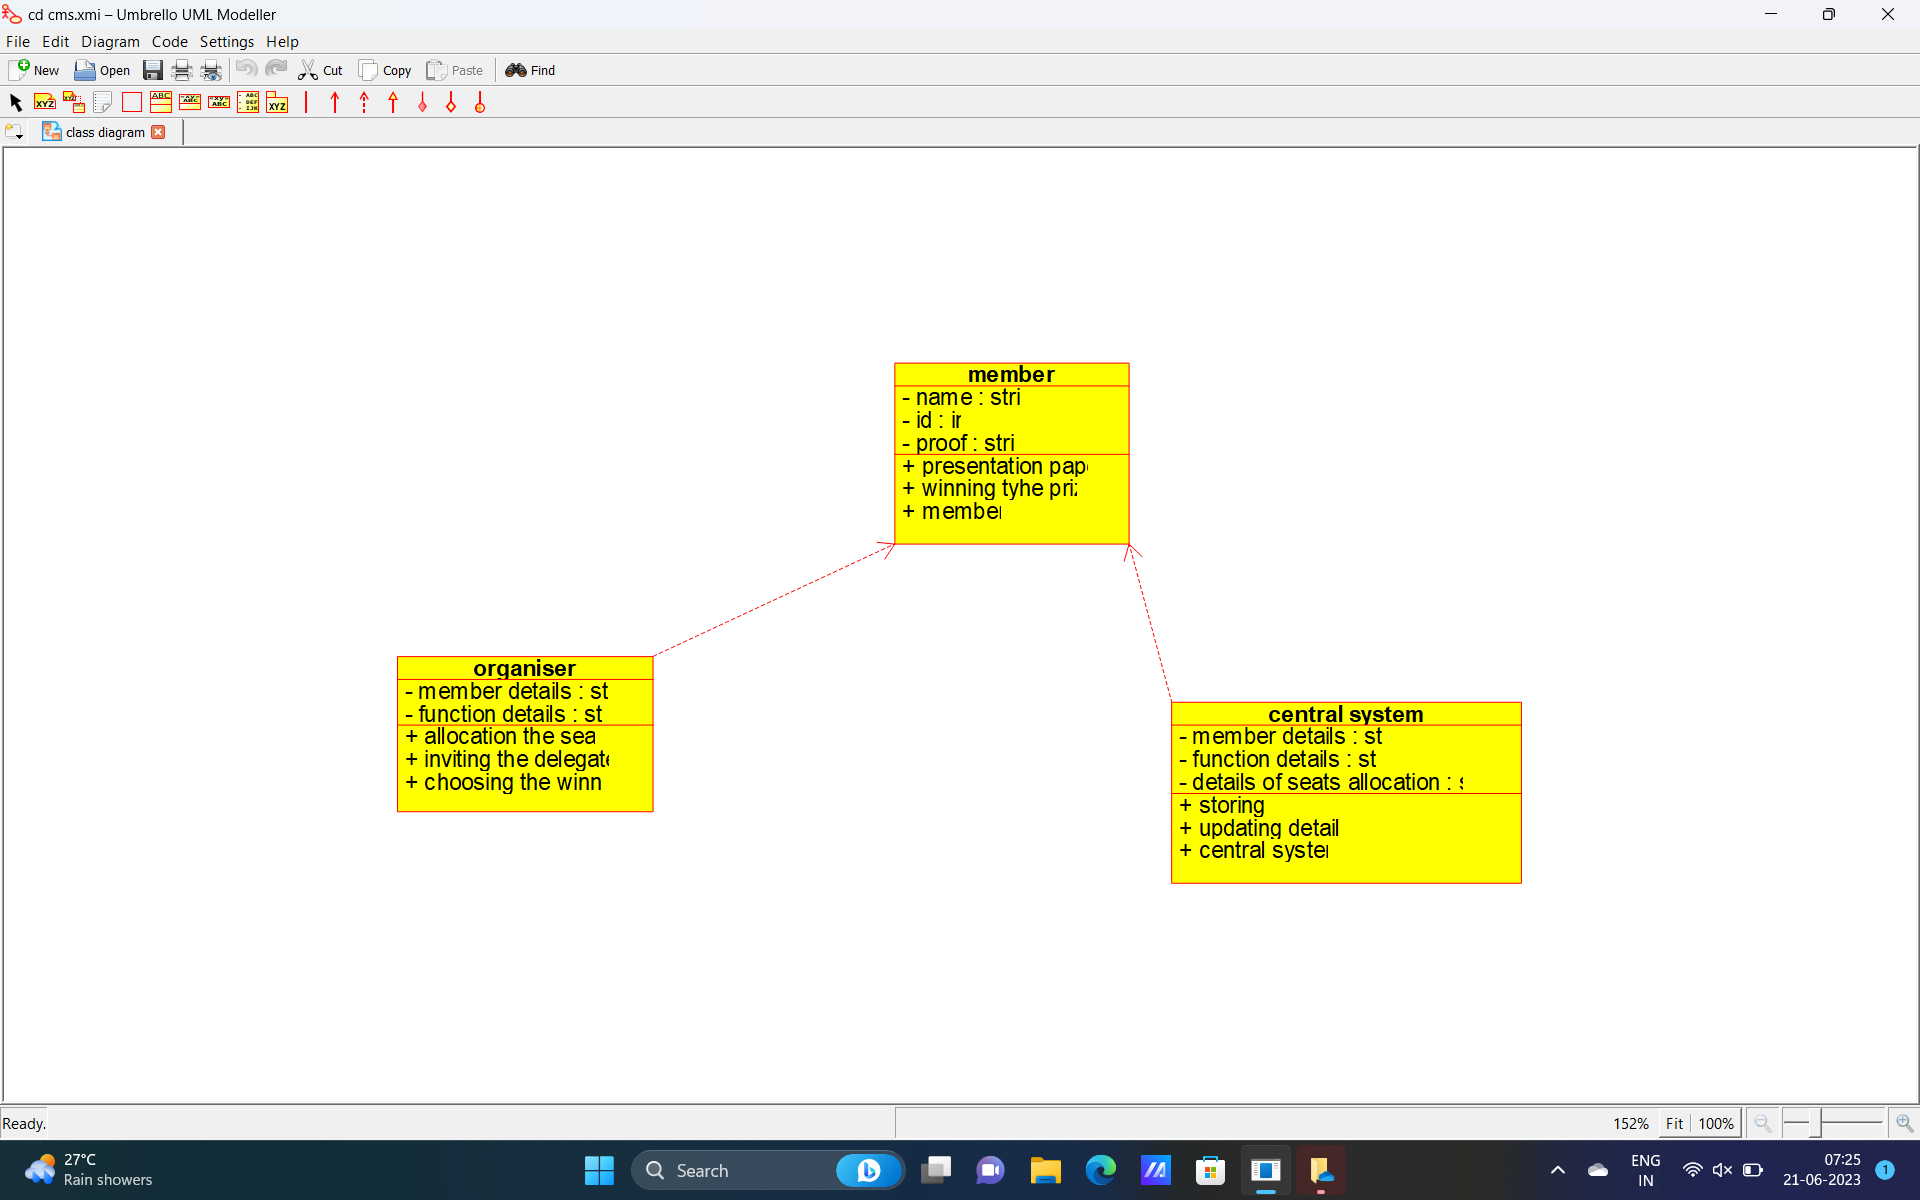 cd cms.xmi – Umbrello UML Modeller
File Edit Diagram Code Settings Help
New Open Cut Copy Paste Find
class diagram
member
- name : stri
- id : ir
- proof : stri
+ presentation pap
+ winning tyhe pri
+ member
organiser
- member details : st
- function details : st
+ allocation the sea
+ inviting the delegat
+ choosing the winn
central system
- member details : st
- function details : st
- details of seats allocation :
+ storing
+ updating detail
+ central syste
Ready.
152% Fit 100%
27°C
Rain showers
Search
ENG
IN
07:25
21-06-2023
1